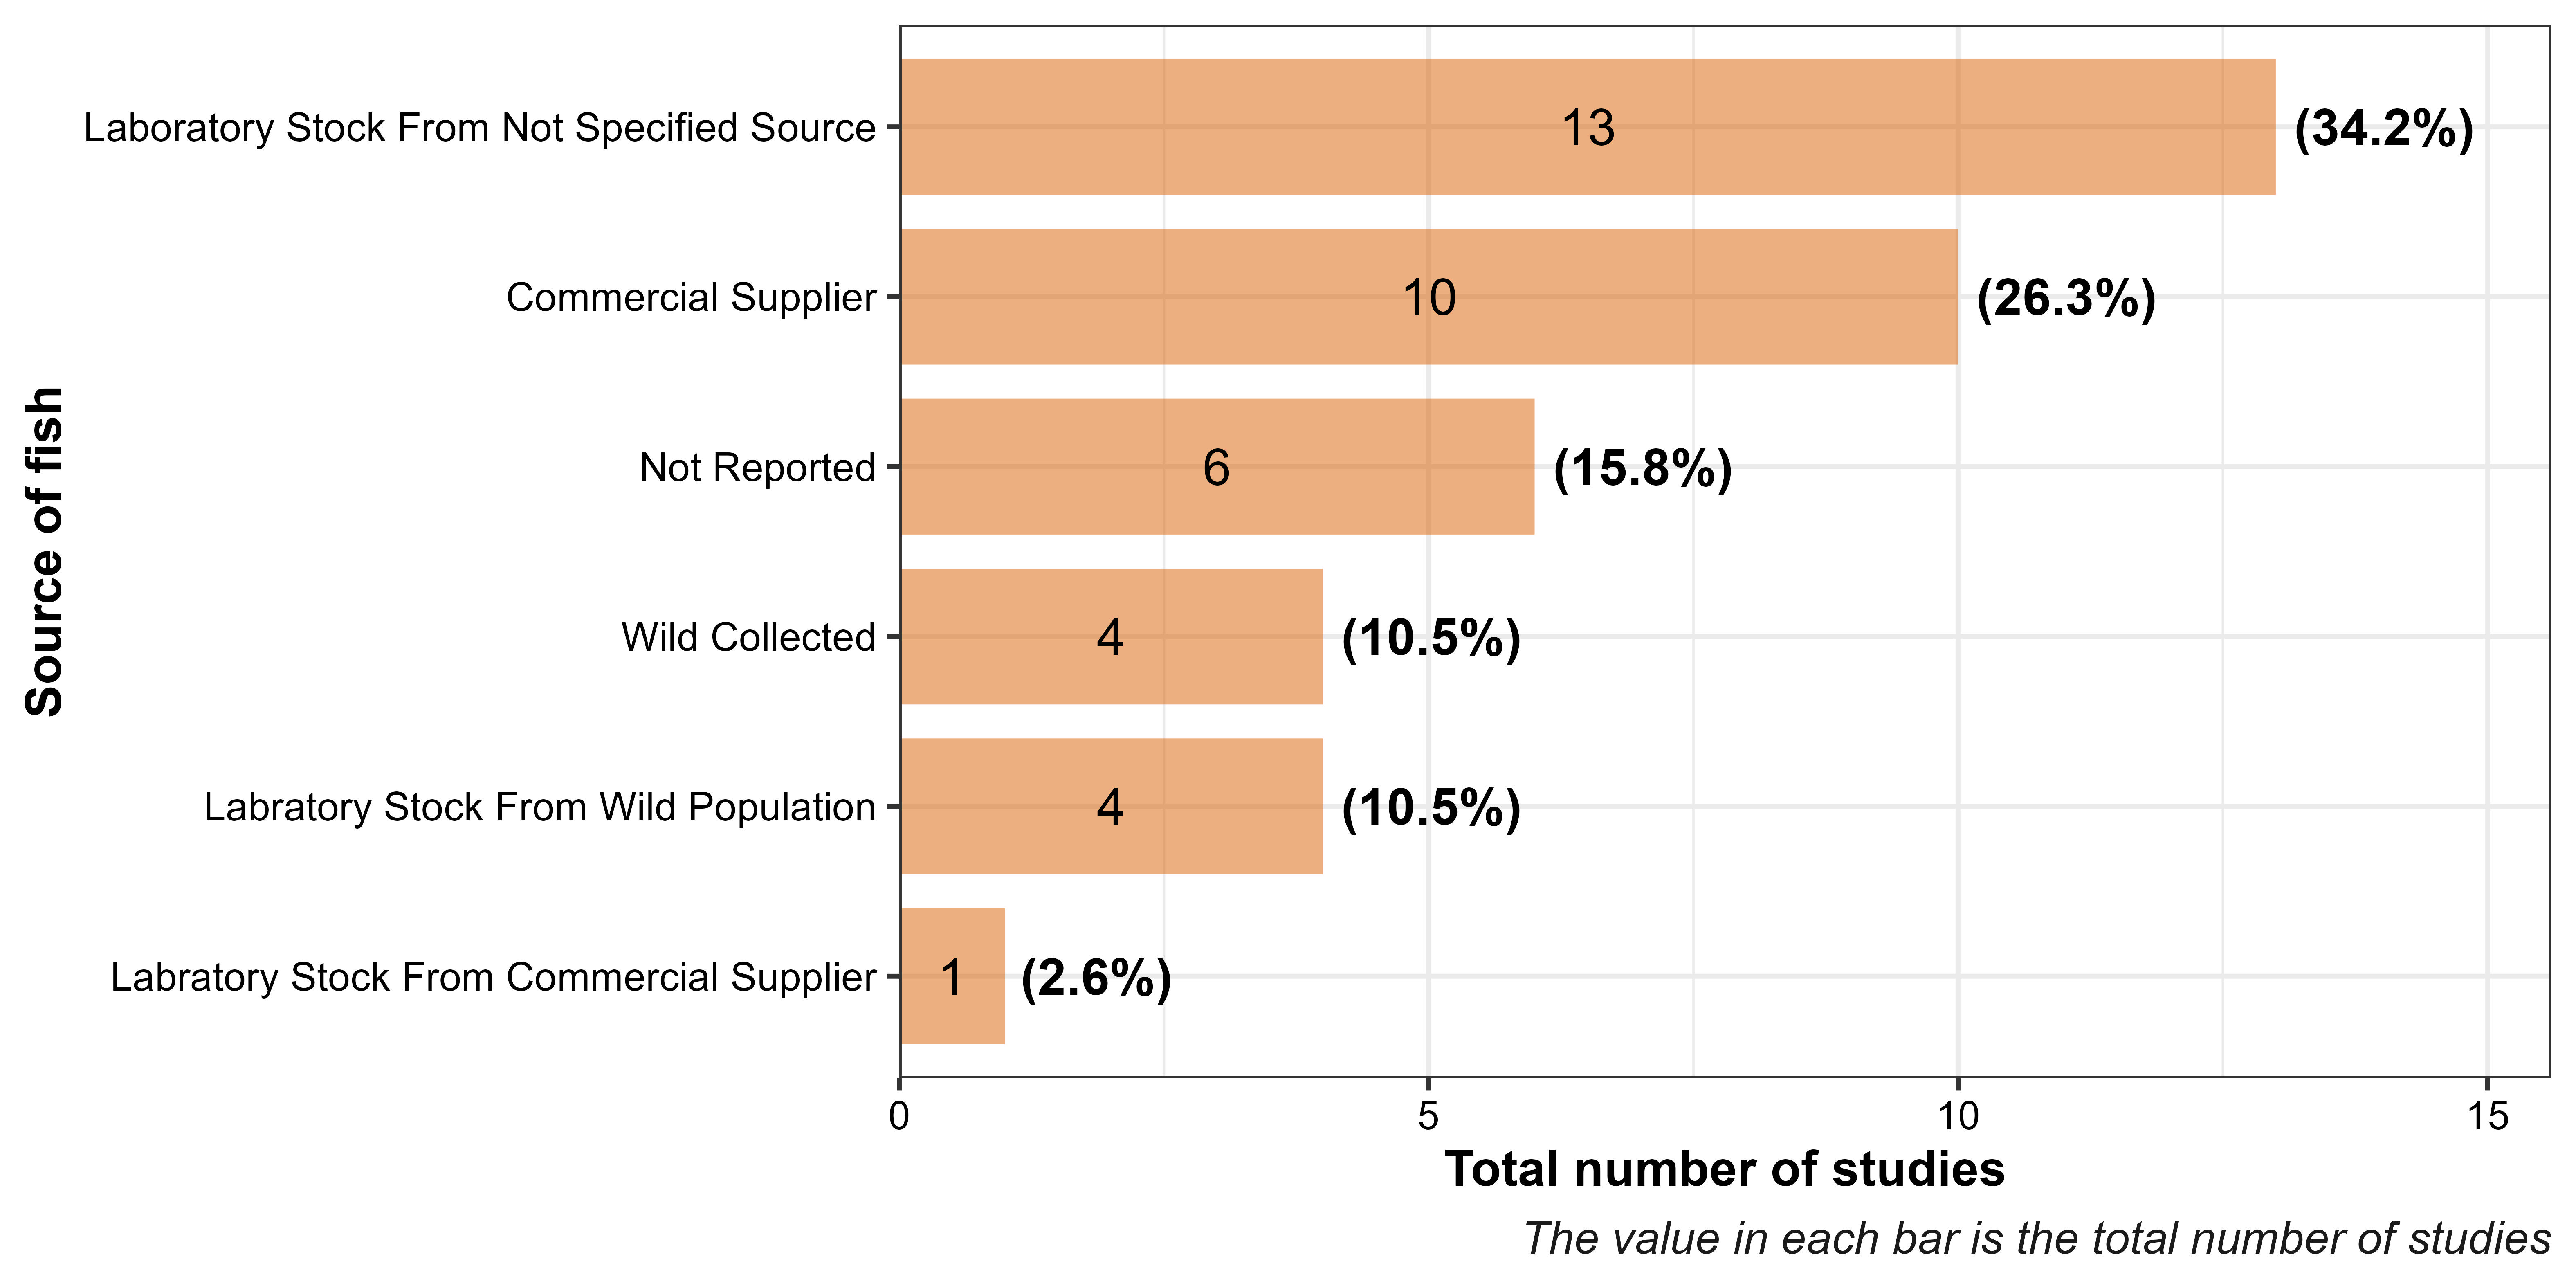 Source of fish
Laboratory Stock From Not Specified Source
13
(34.2%)
Commercial Supplier
10
(26.3%)
Not Reported
6
(15.8%)
Wild Collected
4
(10.5%)
Labratory Stock From Wild Population
4
(10.5%)
Labratory Stock From Commercial Supplier
1
(2.6%)
0
5
10
15
Total number of studies
The value in each bar is the total number of studies